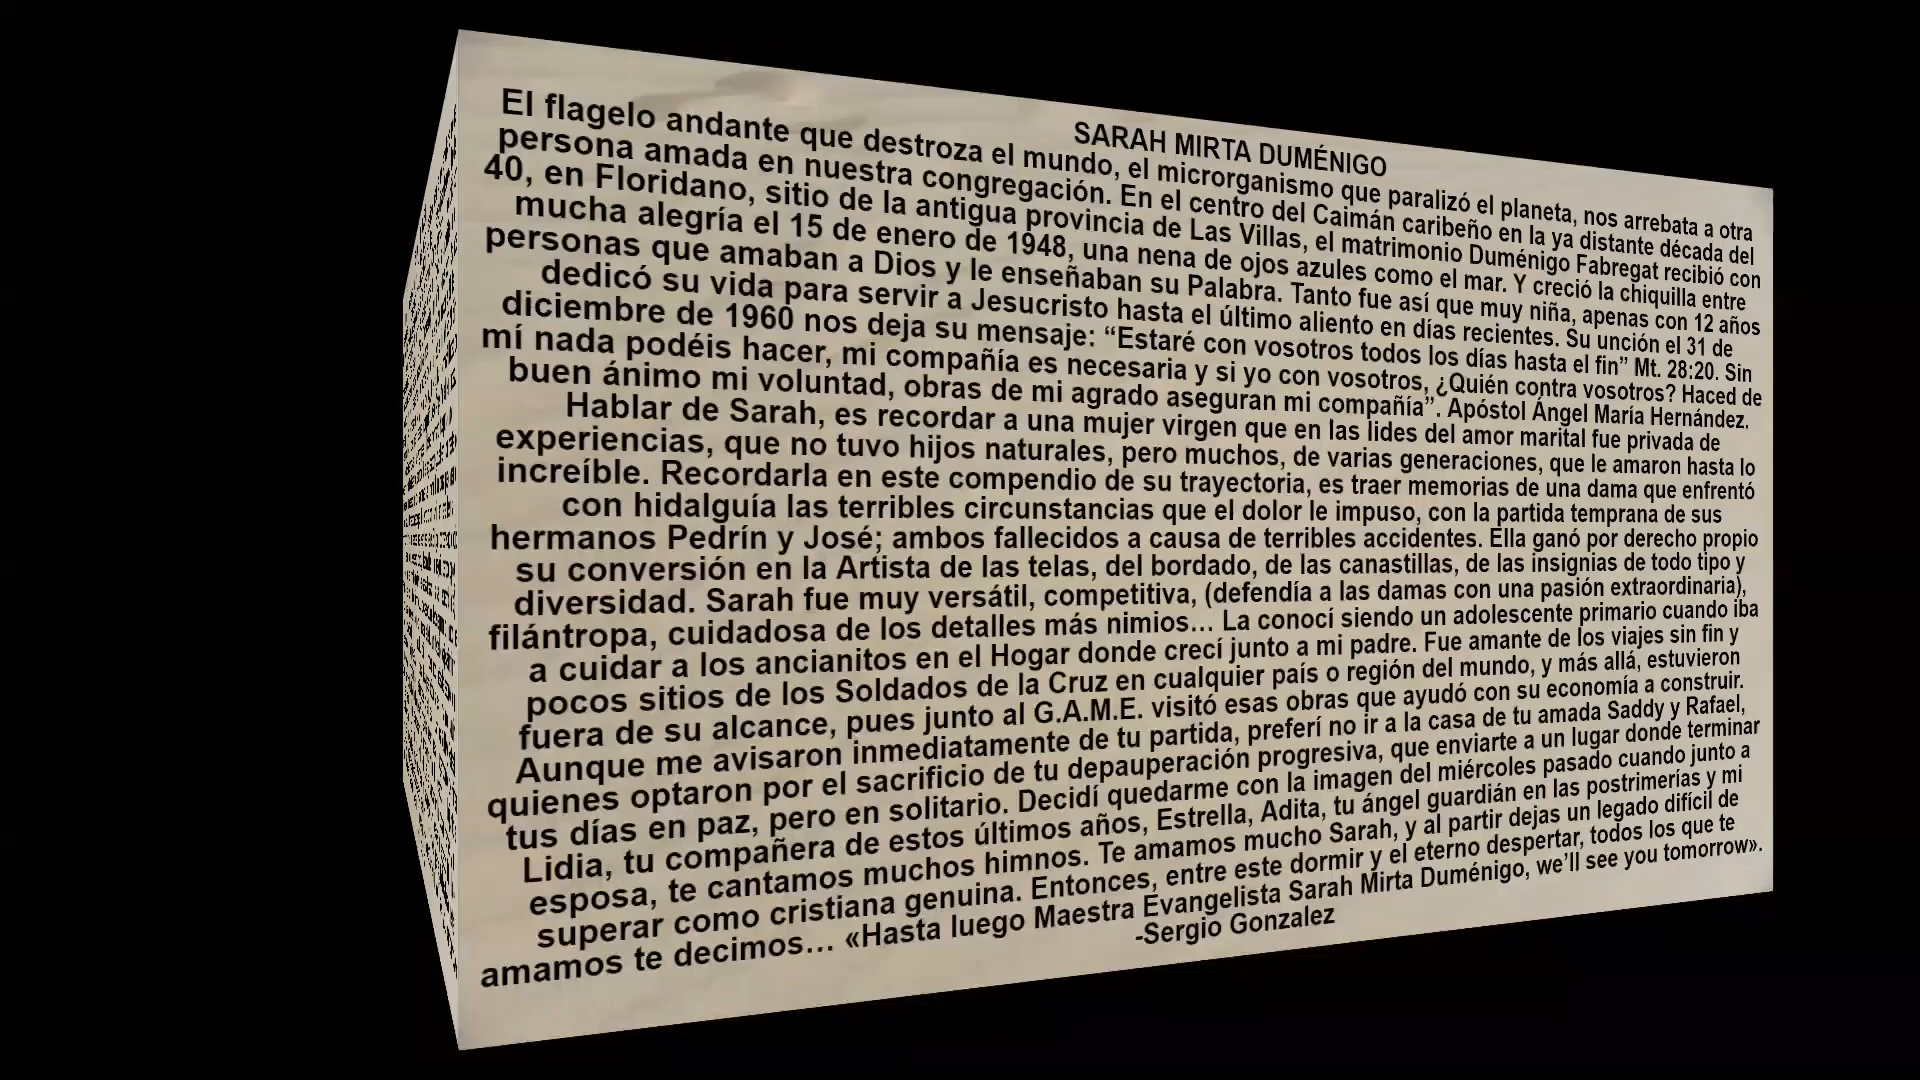 SARAH MIRTA DUMÉNIGO
El flagelo andante que destroza el mundo, el microrganismo que paralizó el planeta, nos arrebata a otra
persona amada en nuestra congregación. En el centro del Caimán caribeño en la ya distante década del
40, en Floridano, sitio de la antigua provincia de Las Villas, el matrimonio Duménigo Fabregat recibió con
mucha alegría el 15 de enero de 1948, una nena de ojos azules como el mar. Y creció la chiquilla entre
personas que amaban a Dios y le enseñaban su Palabra. Tanto fue así que muy niña, apenas con 12 años
dedicó su vida para servir a Jesucristo hasta el último aliento en días recientes. Su unción el 31 de
diciembre de 1960 nos deja su mensaje: “Estaré con vosotros todos los días hasta el fin” Mt. 28:20. Sin
mí nada podéis hacer, mi compañía es necesaria y si yo con vosotros, ¿Quién contra vosotros? Haced de
buen ánimo mi voluntad, obras de mi agrado aseguran mi compañía”. Apóstol Ángel María Hernández.
Hablar de Sarah, es recordar a una mujer virgen que en las lides del amor marital fue privada de
experiencias, que no tuvo hijos naturales, pero muchos, de varias generaciones, que le amaron hasta lo
increíble. Recordarla en este compendio de su trayectoria, es traer memorias de una dama que enfrentó
con hidalguía las terribles circunstancias que el dolor le impuso, con la partida temprana de sus
hermanos Pedrín y José; ambos fallecidos a causa de terribles accidentes. Ella ganó por derecho propio
su conversión en la Artista de las telas, del bordado, de las canastillas, de las insignias de todo tipo y
diversidad. Sarah fue muy versátil, competitiva, (defendía a las damas con una pasión extraordinaria),
filántropa, cuidadosa de los detalles más nimios… La conocí siendo un adolescente primario cuando iba
a cuidar a los ancianitos en el Hogar donde crecí junto a mi padre. Fue amante de los viajes sin fin y
pocos sitios de los Soldados de la Cruz en cualquier país o región del mundo, y más allá, estuvieron
fuera de su alcance, pues junto al G.A.M.E. visitó esas obras que ayudó con su economía a construir.
Aunque me avisaron inmediatamente de tu partida, preferí no ir a la casa de tu amada Saddy y Rafael,
quienes optaron por el sacrificio de tu depauperación progresiva, que enviarte a un lugar donde terminar
tus días en paz, pero en solitario. Decidí quedarme con la imagen del miércoles pasado cuando junto a
Lidia, tu compañera de estos últimos años, Estrella, Adita, tu ángel guardián en las postrimerías y mi
esposa, te cantamos muchos himnos. Te amamos mucho Sarah, y al partir dejas un legado difícil de
superar como cristiana genuina. Entonces, entre este dormir y el eterno despertar, todos los que te
amamos te decimos… «Hasta luego Maestra Evangelista Sarah Mirta Duménigo, we’ll see you tomorrow».
-Sergio Gonzalez